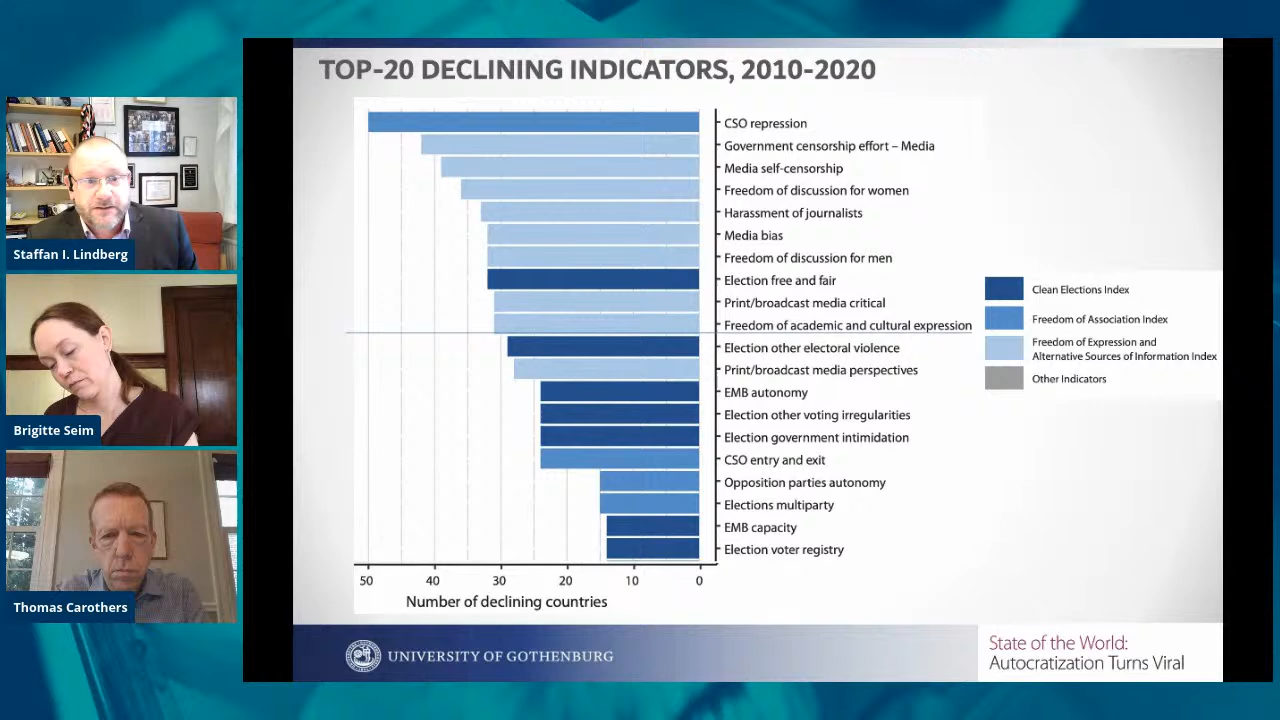 TOP-20 DECLINING INDICATORS, 2010-2020
CSO repression
Government censorship effort – Media
Media self-censorship
Freedom of discussion for women
Harassment of journalists
Media bias
Freedom of discussion for men
Election free and fair
Print/broadcast media critical
Freedom of academic and cultural expression
Election other electoral violence
Print/broadcast media perspectives
EMB autonomy
Election other voting irregularities
Election government intimidation
CSO entry and exit
Opposition parties autonomy
Elections multiparty
EMB capacity
Election voter registry
50 40 30 20 10 0
Number of declining countries
Clean Elections Index
Freedom of Association Index
Freedom of Expression and
Alternative Sources of Information Index
Other Indicators
UNIVERSITY OF GOTHENBURG
State of the World:
Autocratization Turns Viral
Staffan I. Lindberg
Brigitte Seim
Thomas Carothers